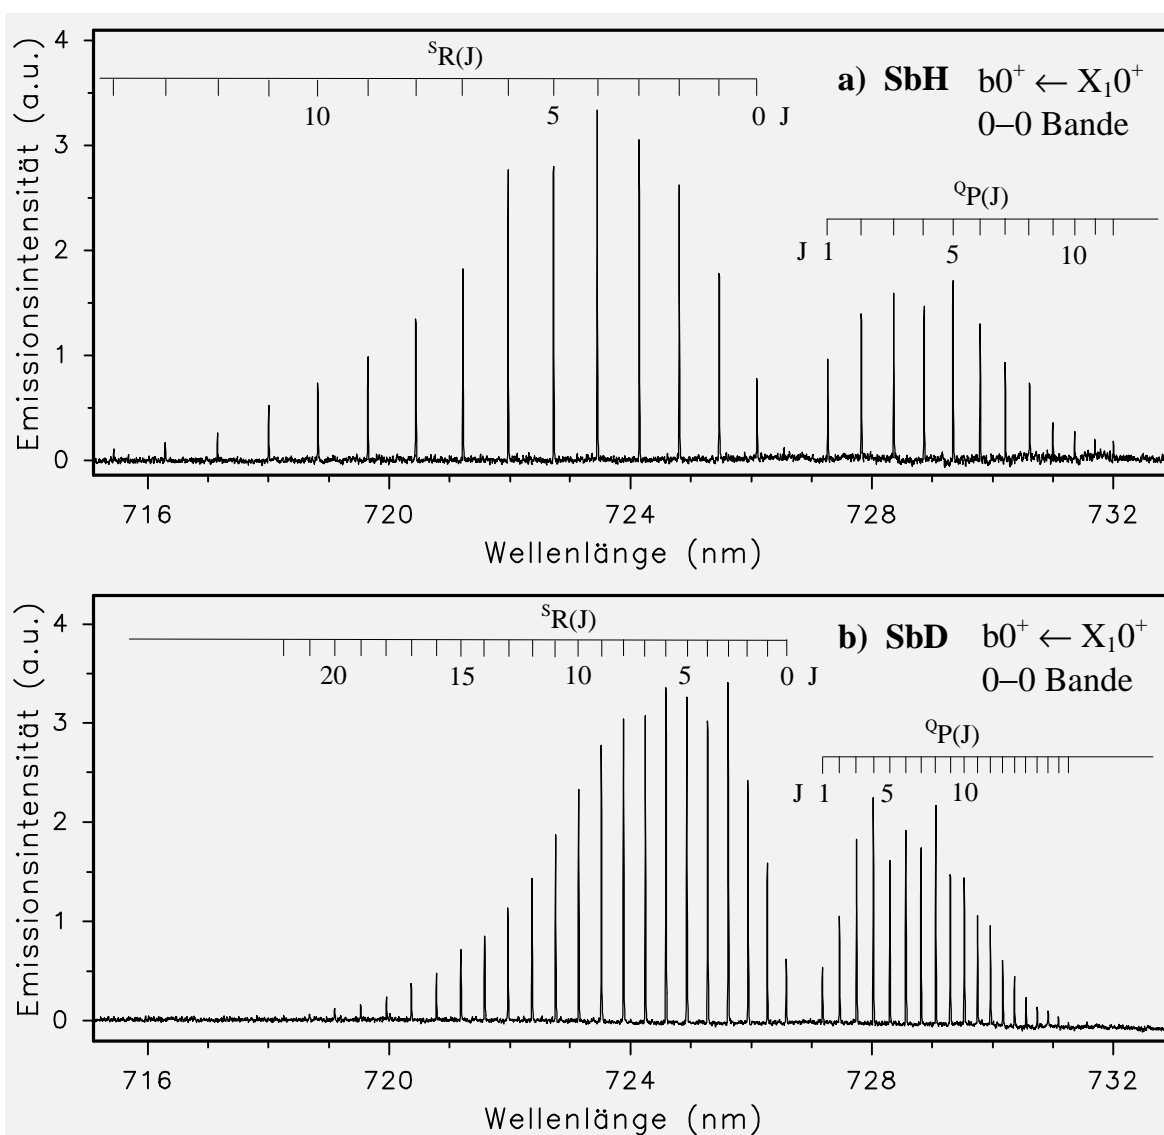 4
3
2
1
0
Emissionsintensität (a.u.)
SR(J)
10 5 0 J
a) SbH b0+ ← X10+
0–0 Bande
QP(J)
J 1 5 10
716 720 724 728 732
Wellenlänge (nm)
4
3
2
1
0
Emissionsintensität (a.u.)
SR(J)
20 15 10 5 0 J
b) SbD b0+ ← X10+
0–0 Bande
QP(J)
J 1 5 10
716 720 724 728 732
Wellenlänge (nm)